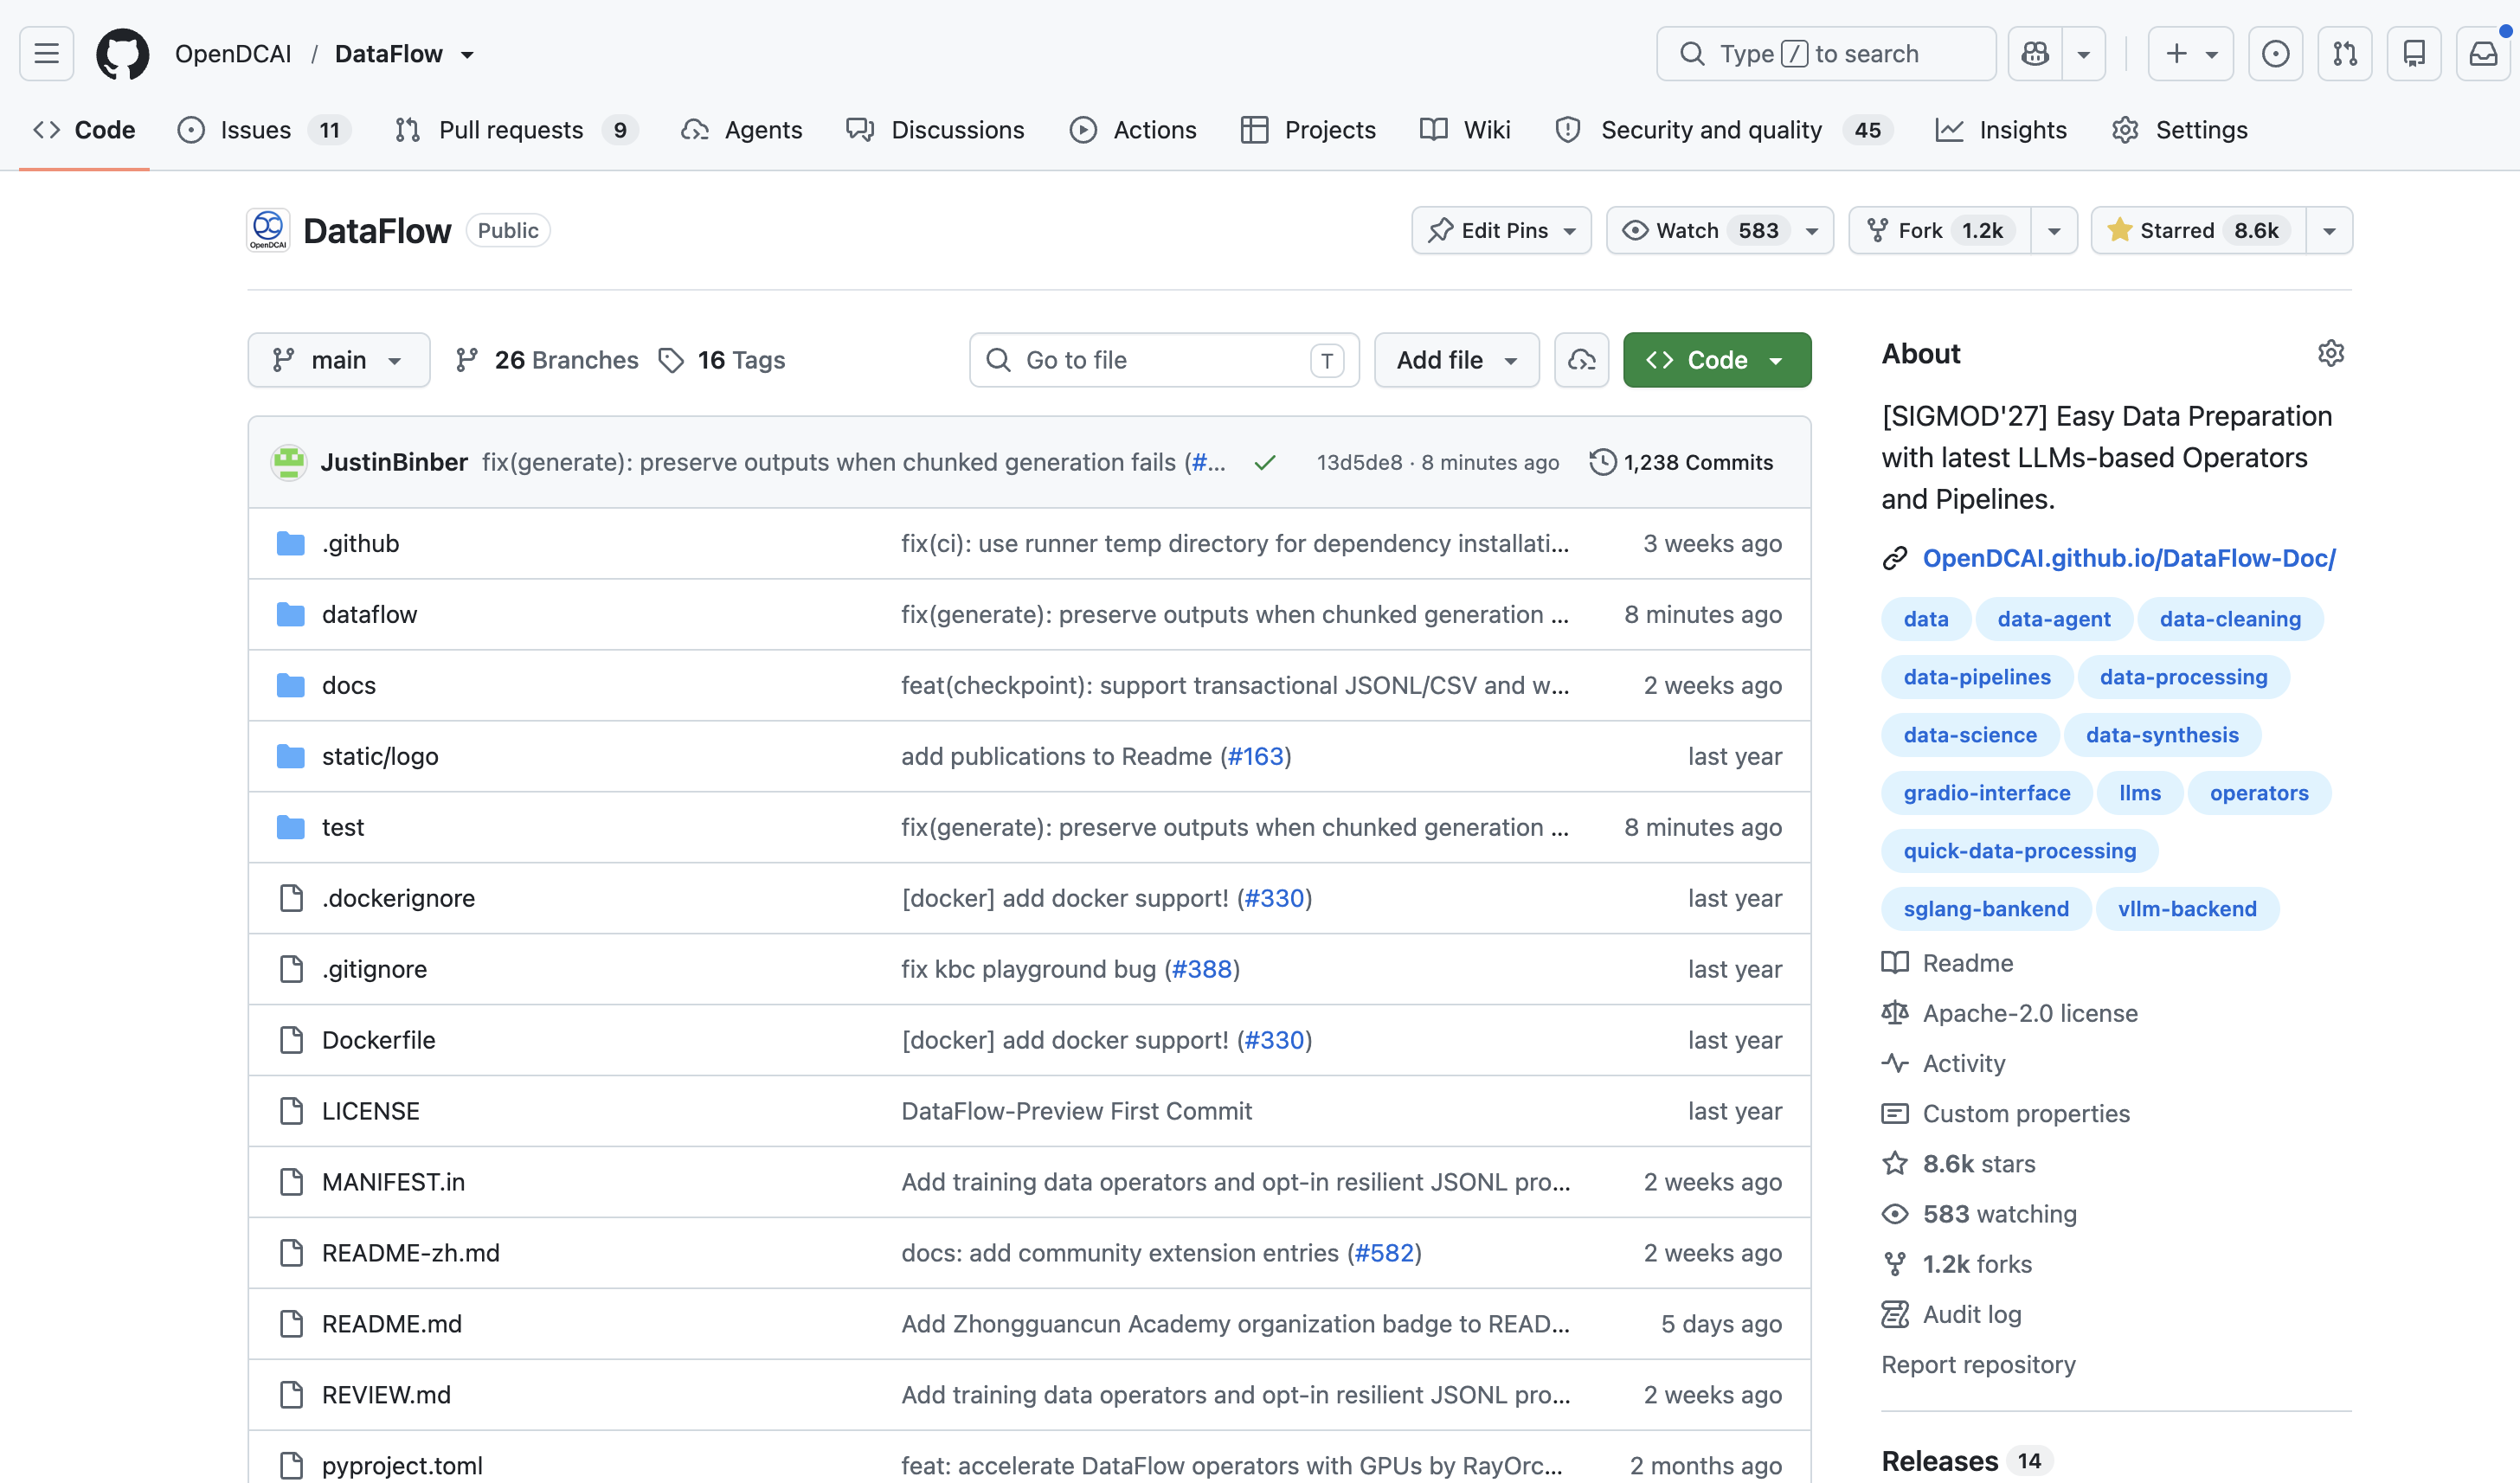 OpenDCAI / DataFlow
Type / to search
Code Issues 11 Pull requests 9 Agents Discussions Actions Projects Wiki Security and quality 45 Insights Settings
OpenDCAI
DataFlow Public
Edit Pins Watch 583 Fork 1.2k Starred 8.6k
main 26 Branches 16 Tags Go to file T Add file Code
JustinBinber fix(generate): preserve outputs when chunked generation fails (#... 13d5de8 · 8 minutes ago 1,238 Commits
.github fix(ci): use runner temp directory for dependency installati... 3 weeks ago
dataflow fix(generate): preserve outputs when chunked generation ... 8 minutes ago
docs feat(checkpoint): support transactional JSONL/CSV and w... 2 weeks ago
static/logo add publications to Readme (#163) last year
test fix(generate): preserve outputs when chunked generation ... 8 minutes ago
.dockerignore [docker] add docker support! (#330) last year
.gitignore fix kbc playground bug (#388) last year
Dockerfile [docker] add docker support! (#330) last year
LICENSE DataFlow-Preview First Commit last year
MANIFEST.in Add training data operators and opt-in resilient JSONL pro... 2 weeks ago
README-zh.md docs: add community extension entries (#582) 2 weeks ago
README.md Add Zhongguancun Academy organization badge to READ... 5 days ago
REVIEW.md Add training data operators and opt-in resilient JSONL pro... 2 weeks ago
pyproject.toml feat: accelerate DataFlow operators with GPUs by RayOrc... 2 months ago
About
[SIGMOD'27] Easy Data Preparation
with latest LLMs-based Operators
and Pipelines.
OpenDCAI.github.io/DataFlow-Doc/
data data-agent data-cleaning
data-pipelines data-processing
data-science data-synthesis
gradio-interface llms operators
quick-data-processing
sglang-bankend vllm-backend
Readme
Apache-2.0 license
Activity
Custom properties
8.6k stars
583 watching
1.2k forks
Audit log
Report repository
Releases 14